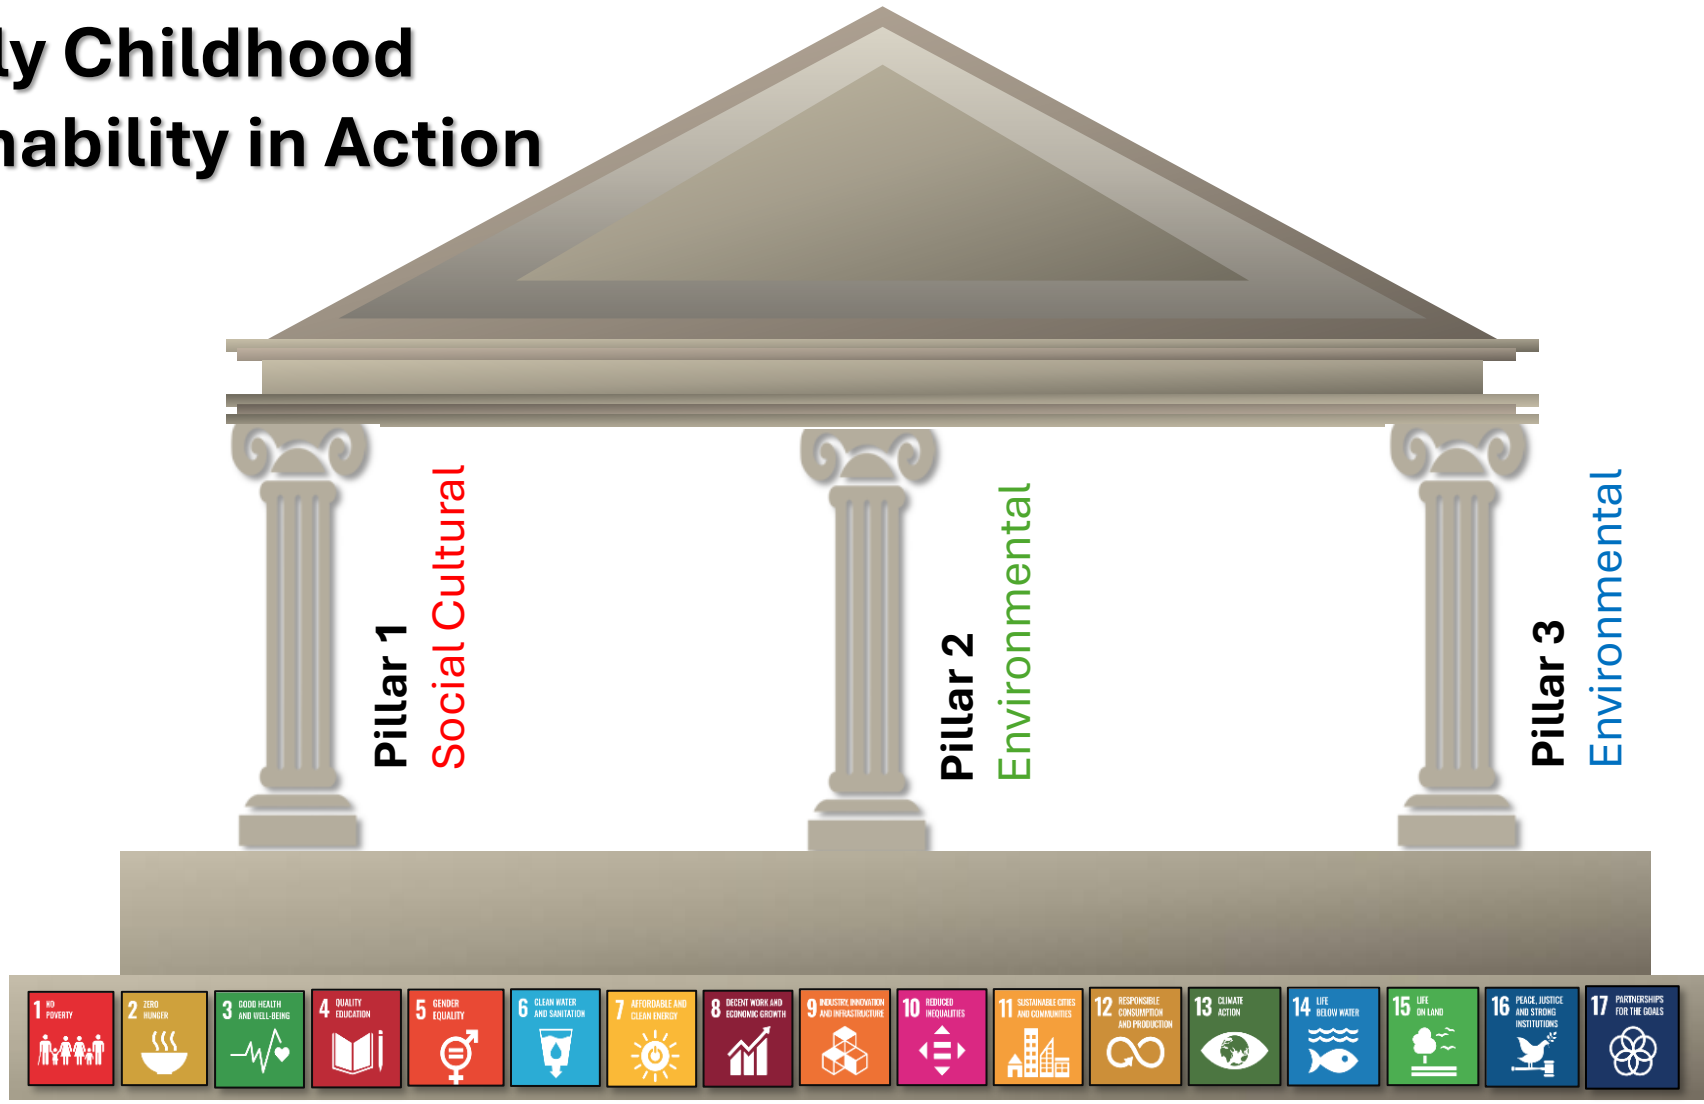 ly Childhood
nability in Action
Pillar 1
Social Cultural
Pillar 2
Environmental
Pillar 3
Environmental
1 NO
POVERTY
2 ZERO
HUNGER
3 GOOD HEALTH
AND WELL-BEING
4 QUALITY
EDUCATION
5 GENDER
EQUALITY
6 CLEAN WATER
AND SANITATION
7 AFFORDABLE AND
CLEAN ENERGY
8 DECENT WORK AND
ECONOMIC GROWTH
9 INDUSTRY, INNOVATION
AND INFRASTRUCTURE
10 REDUCED
INEQUALITIES
11 SUSTAINABLE CITIES
AND COMMUNITIES
12 RESPONSIBLE
CONSUMPTION
AND PRODUCTION
13 CLIMATE
ACTION
14 LIFE
BELOW WATER
15 LIFE
ON LAND
16 PEACE, JUSTICE
AND STRONG
INSTITUTIONS
17 PARTNERSHIPS
FOR THE GOALS